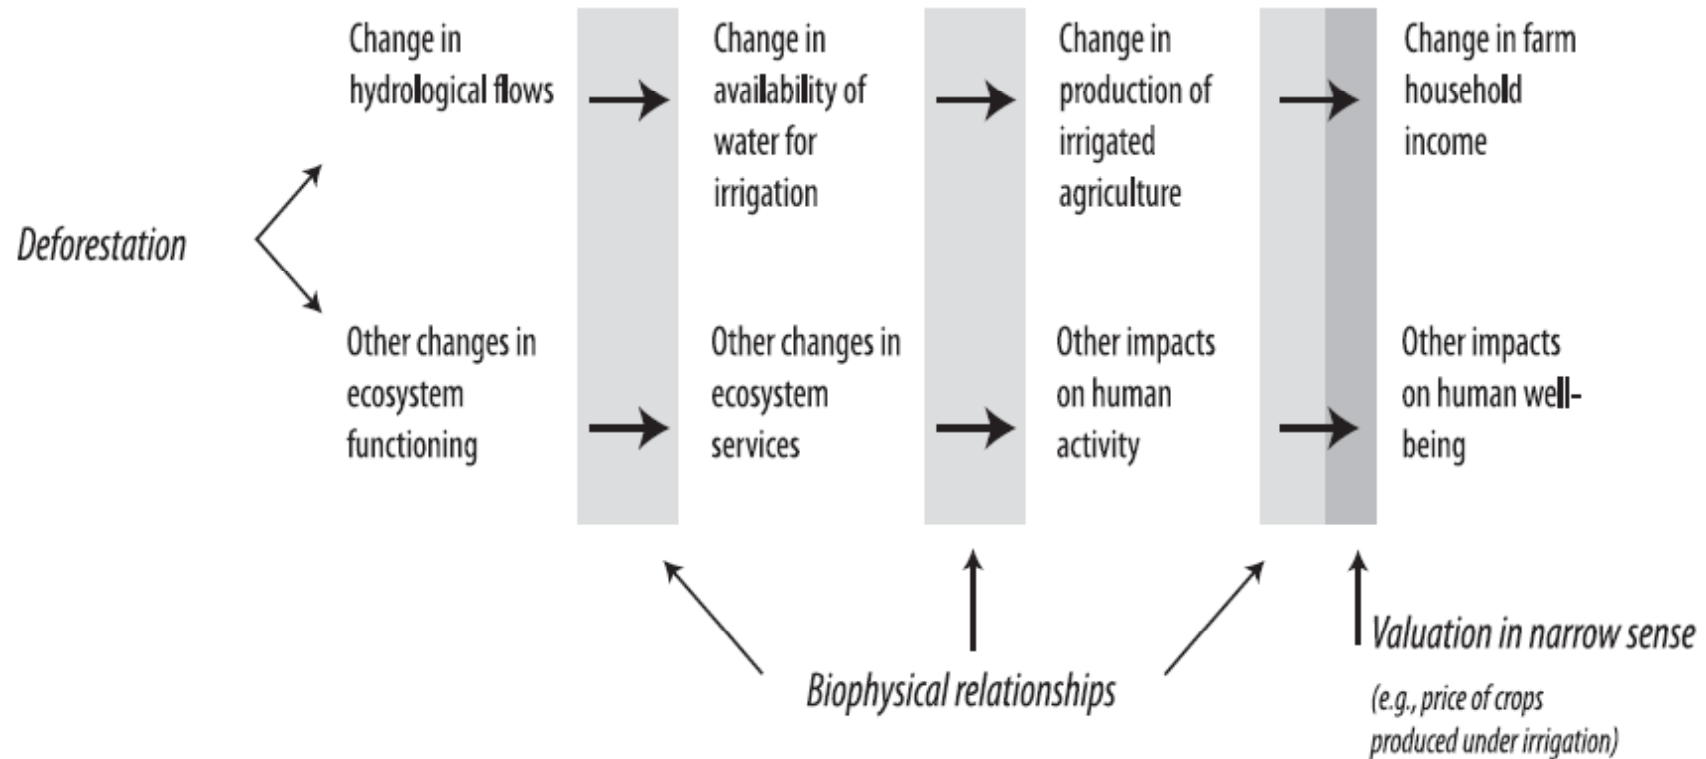 Change in
hydrological flows
Change in
availability of
water for
irrigation
Change in
production of
irrigated
agriculture
Change in farm
household
income
Deforestation
Other changes in
ecosystem
functioning
Other changes in
ecosystem
services
Other impacts
on human
activity
Other impacts
on human well-
being
Biophysical relationships
Valuation in narrow sense
(e.g., price of crops
produced under irrigation)